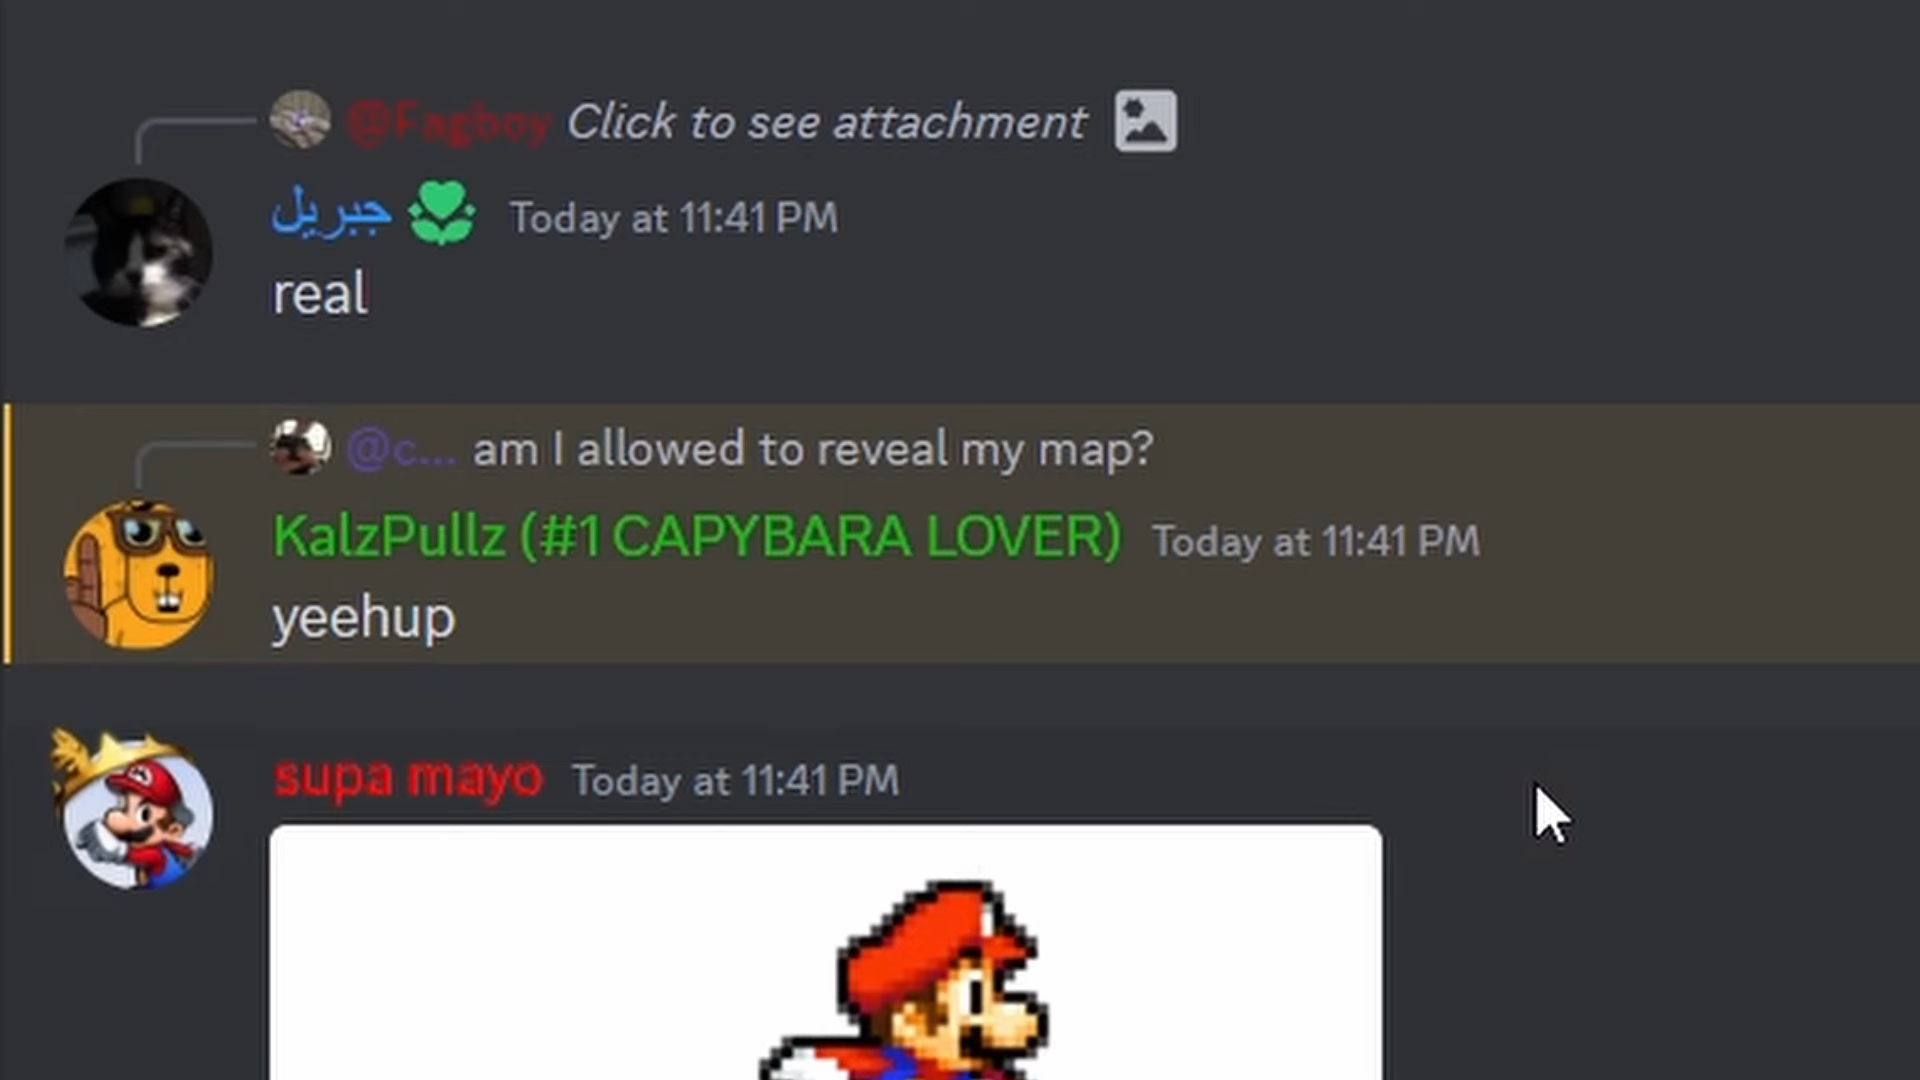 @Fagboy Click to see attachment
جبريل Today at 11:41 PM
real
@c... am I allowed to reveal my map?
KalzPullz (#1 CAPYBARA LOVER) Today at 11:41 PM
yeehup
supa mayo Today at 11:41 PM